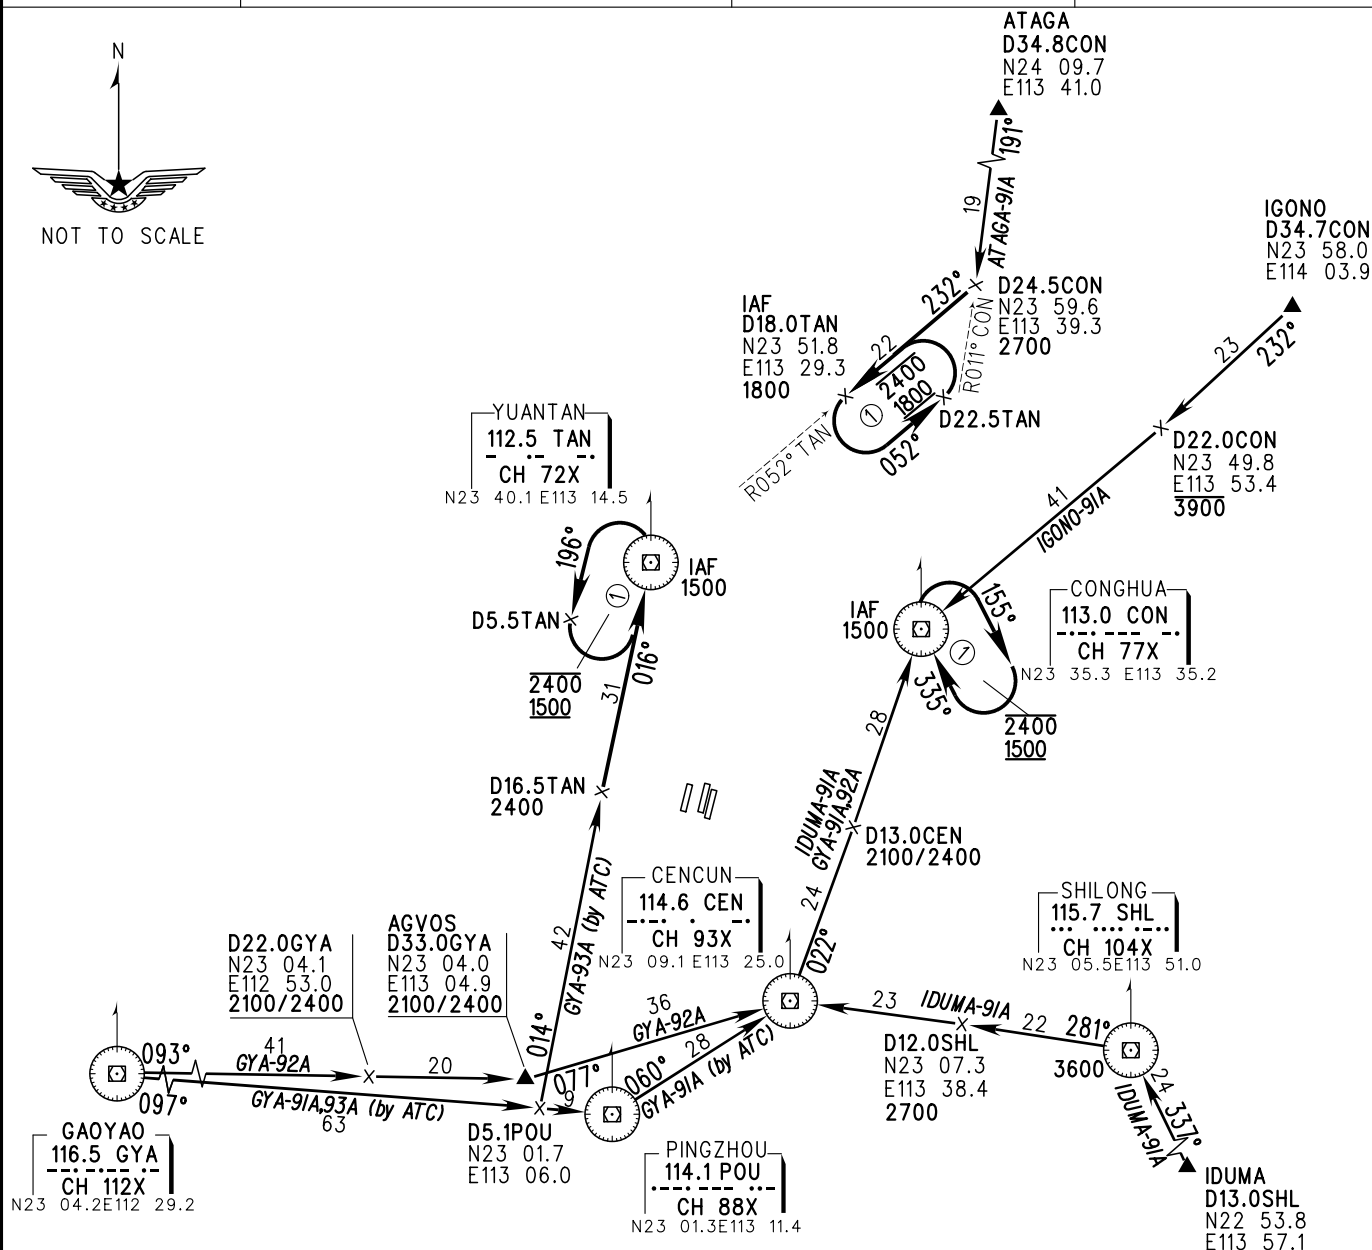 ATAGA
D34.8CON
N24 09.7
E113 41.0
N
NOT TO SCALE
191°
19
ATAGA-91A
IGONO
D34.7CON
N23 58.0
E114 03.9
232°
23
D24.5CON
N23 59.6
E113 39.3
2700
232°
22
R011° CON
IAF
D18.0TAN
N23 51.8
E113 29.3
1800
2400
1800
1
D22.5TAN
052°
R052° TAN
D22.0CON
N23 49.8
E113 53.4
3900
41
IGONO-91A
YUANTAN
112.5 TAN
CH 72X
N23 40.1 E113 14.5
196°
IAF
1500
1
D5.5TAN
016°
31
2400
1500
CONGHUA
113.0 CON
CH 77X
N23 35.3 E113 35.2
155°
IAF
1500
1
335°
2400
1500
28
D16.5TAN
2400
IDUMA-91A
GYA-91A,92A
D13.0CEN
2100/2400
24
022°
CENCUN
114.6 CEN
CH 93X
N23 09.1 E113 25.0
SHILONG
115.7 SHL
CH 104X
N23 05.5E113 51.0
42
GYA-93A (by ATC)
014°
AGVOS
D33.0GYA
N23 04.0
E113 04.9
2100/2400
D22.0GYA
N23 04.1
E112 53.0
2100/2400
36
GYA-92A
077°
28
060°
GYA-91A (by ATC)
23
IDUMA-91A
22
281°
3600
D12.0SHL
N23 07.3
E113 38.4
2700
093°
41
GYA-92A
20
097°
GYA-91A,93A (by ATC)
63
9
D5.1POU
N23 01.7
E113 06.0
GAOYAO
116.5 GYA
CH 112X
N23 04.2E112 29.2
PINGZHOU
114.1 POU
CH 88X
N23 01.3E113 11.4
24
337°
IDUMA-91A
IDUMA
D13.0SHL
N22 53.8
E113 57.1